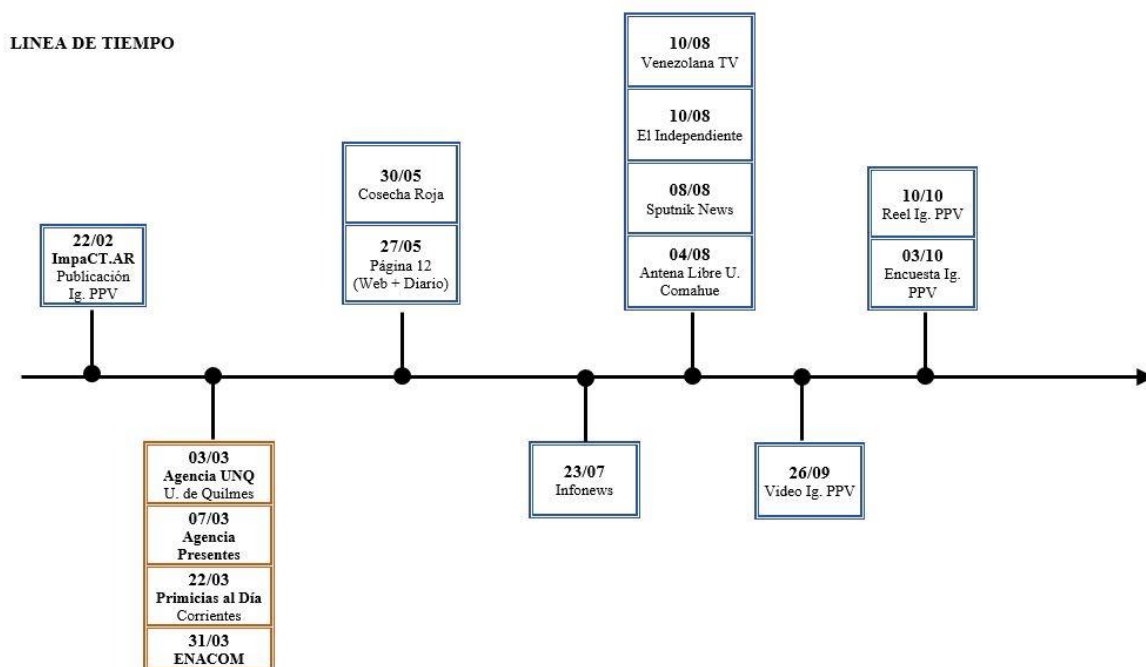 LINEA DE TIEMPO
22/02
ImpaCT.AR
Publicación
Ig. PPV
03/03
Agencia UNQ
U. de Quilmes
07/03
Agencia
Presentes
22/03
Primicias al Día
Corrientes
31/03
ENACOM
30/05
Cosecha Roja
27/05
Página 12
(Web + Diario)
23/07
Infonews
10/08
Venezolana TV
10/08
El Independiente
08/08
Sputnik News
04/08
Antena Libre U.
Comahue
26/09
Video Ig. PPV
10/10
Reel Ig. PPV
03/10
Encuesta Ig.
PPV